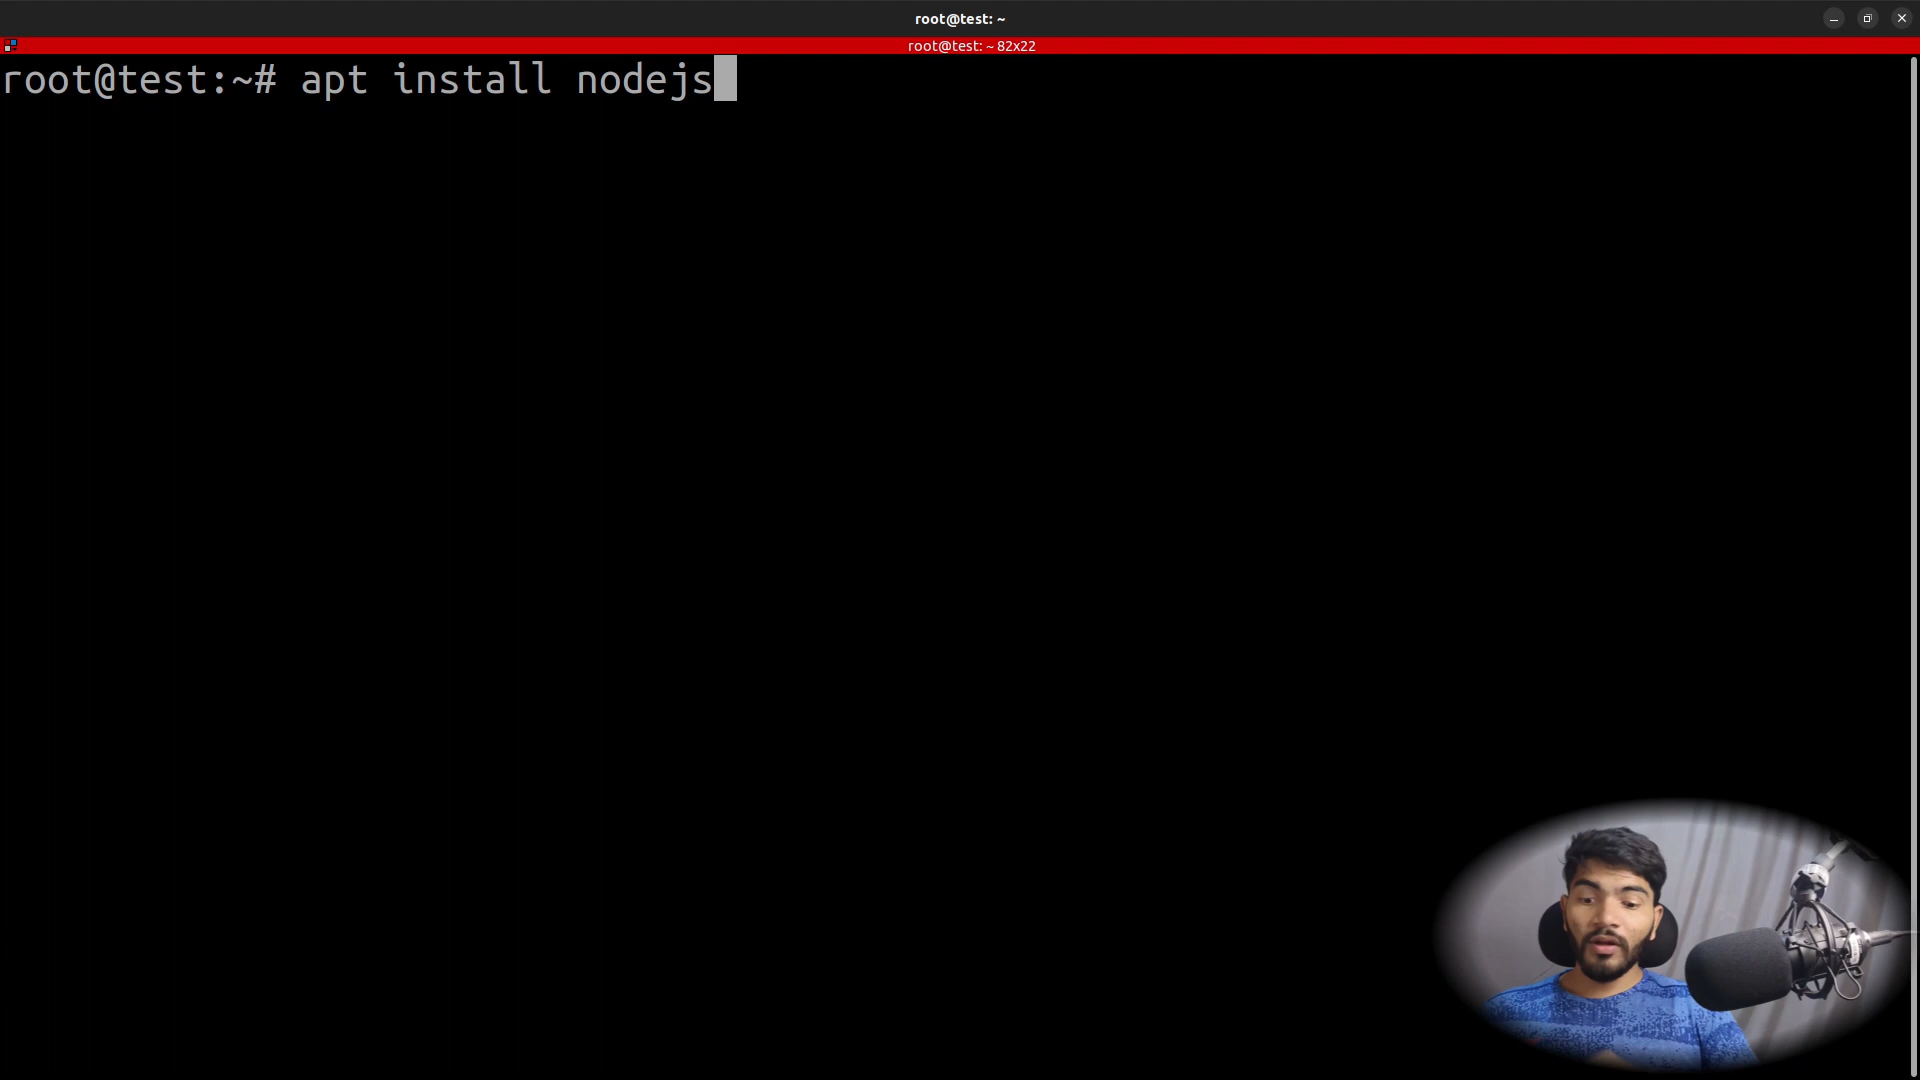 root@test: ~
root@test: ~ 82x22
root@test:~# apt install nodejs